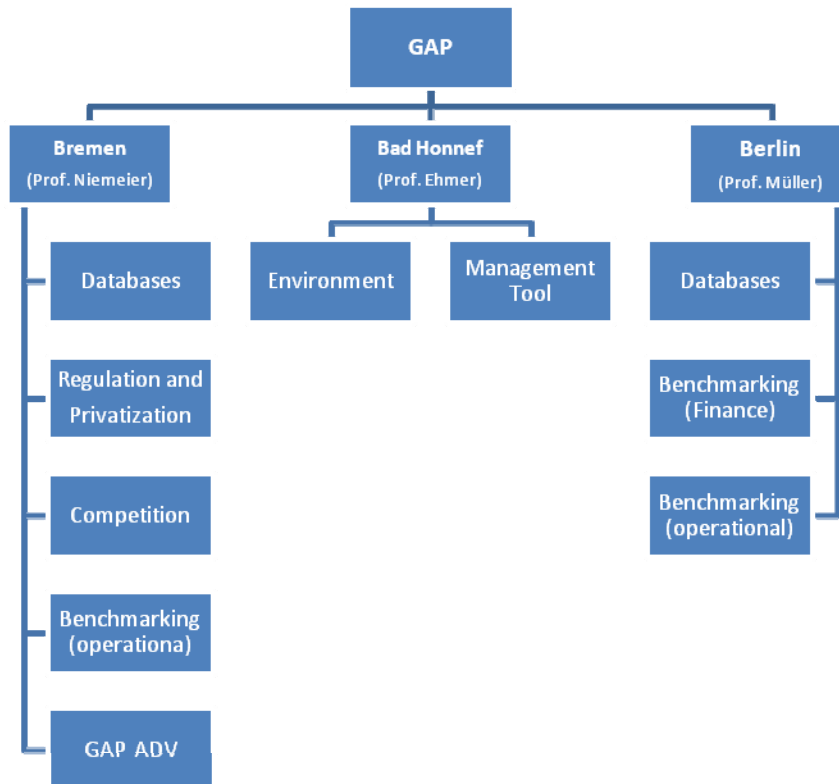 GAP
Bremen
(Prof. Niemeier)
Databases
Regulation and
Privatization
Competition
Benchmarking
(operationa)
GAP ADV
Bad Honnef
(Prof. Ehmer)
Environment
Management
Tool
Berlin
(Prof. Müller)
Databases
Benchmarking
(Finance)
Benchmarking
(operational)